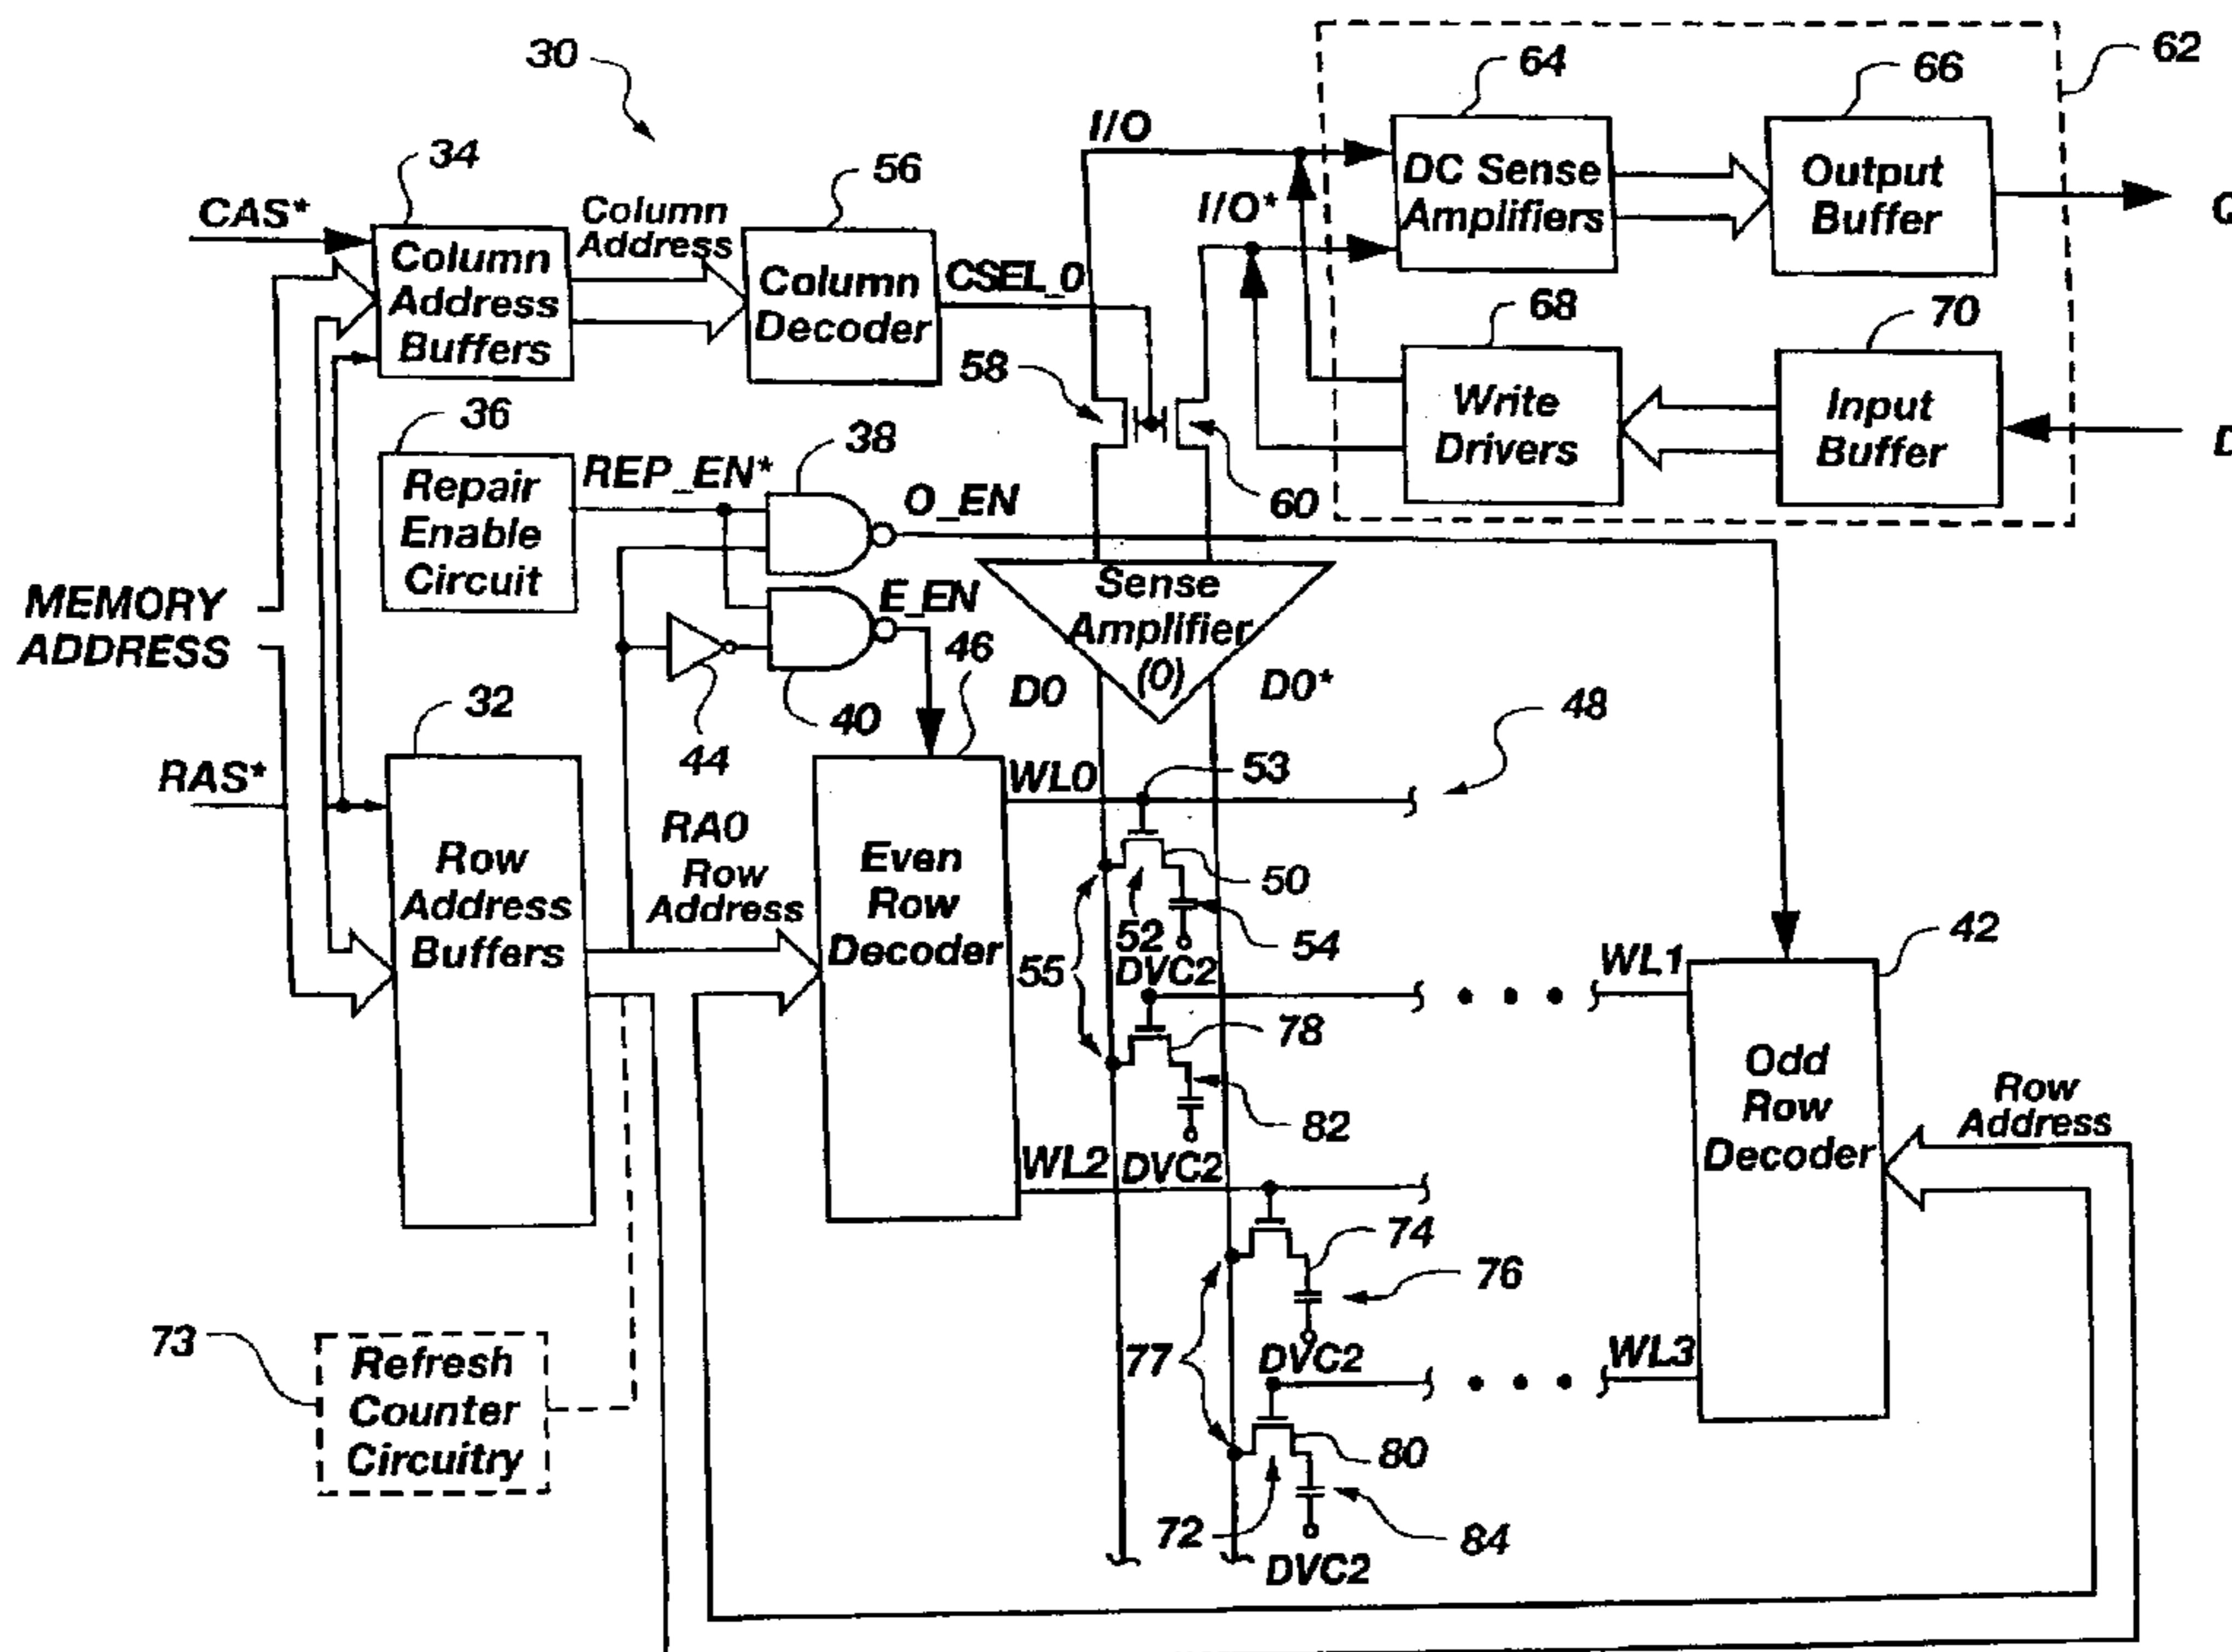 30
62
64
66
I/O
DC Sense
Amplifiers
Output
Buffer
Q
34
56
CAS*
Column
Address
I/O*
Column
Address
Buffers
Column
Decoder
CSEL_0
68
70
58
Write
Drivers
Input
Buffer
D
36
38
REP_EN*
O_EN
60
Repair
Enable
Circuit
MEMORY
ADDRESS
E_EN
Sense
Amplifier
(0)
46
D0
D0*
48
32
40
44
RAS*
WL0
53
RA0
Row
Address
Row
Address
Buffers
Even
Row
Decoder
50
52
54
55
DVC2
WL1
42
78
Odd
Row
Decoder
Row
Address
82
WL2
DVC2
74
76
73
Refresh
Counter
Circuitry
77
DVC2
WL3
80
72
84
DVC2